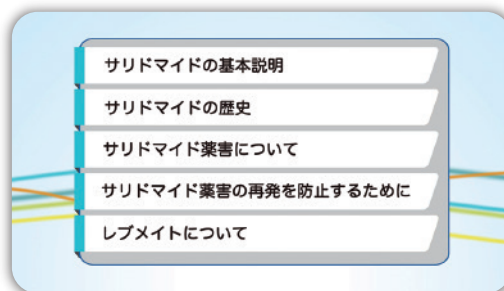 サリドマイドの基本説明
サリドマイドの歴史
サリドマイド薬害について
サリドマイド薬害の再発を防止するために
レブメイトについて